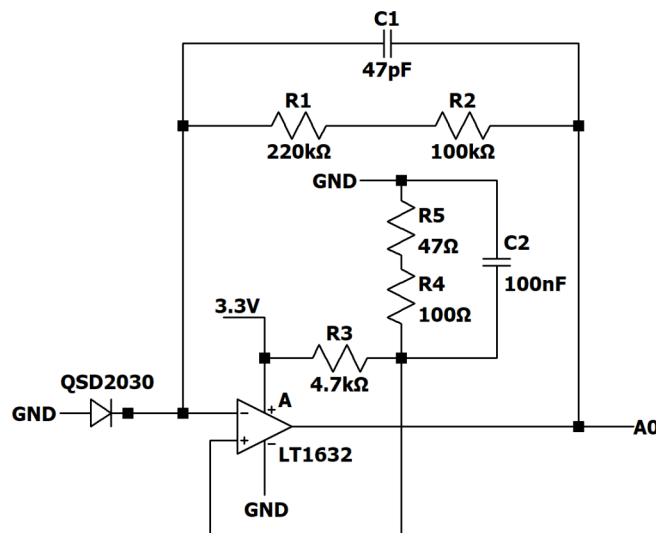 C1
47pF
R1
R2
220kΩ
100kΩ
GND
R5
47Ω
C2
R4
100Ω
100nF
3.3V
R3
4.7kΩ
QSD2030
A
GND
LT1632
A0
GND